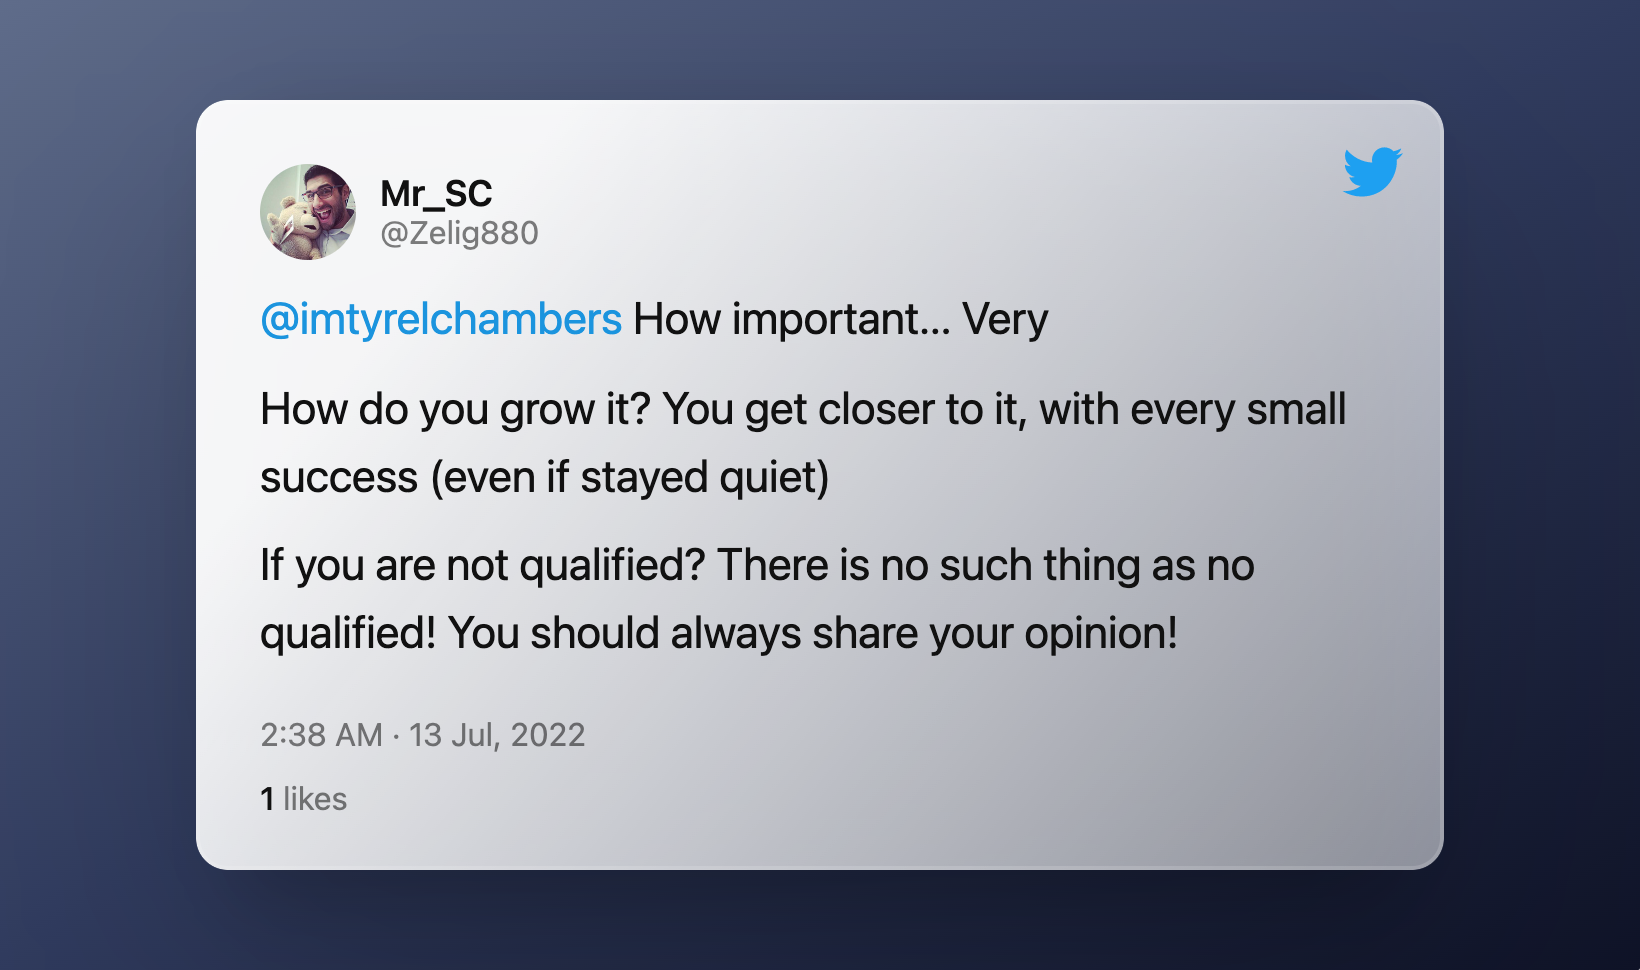 Mr_SC
@Zelig880
@imtyrelchambers How important... Very
How do you grow it? You get closer to it, with every small
success (even if stayed quiet)
If you are not qualified? There is no such thing as no
qualified! You should always share your opinion!
2:38 AM · 13 Jul, 2022
1 likes